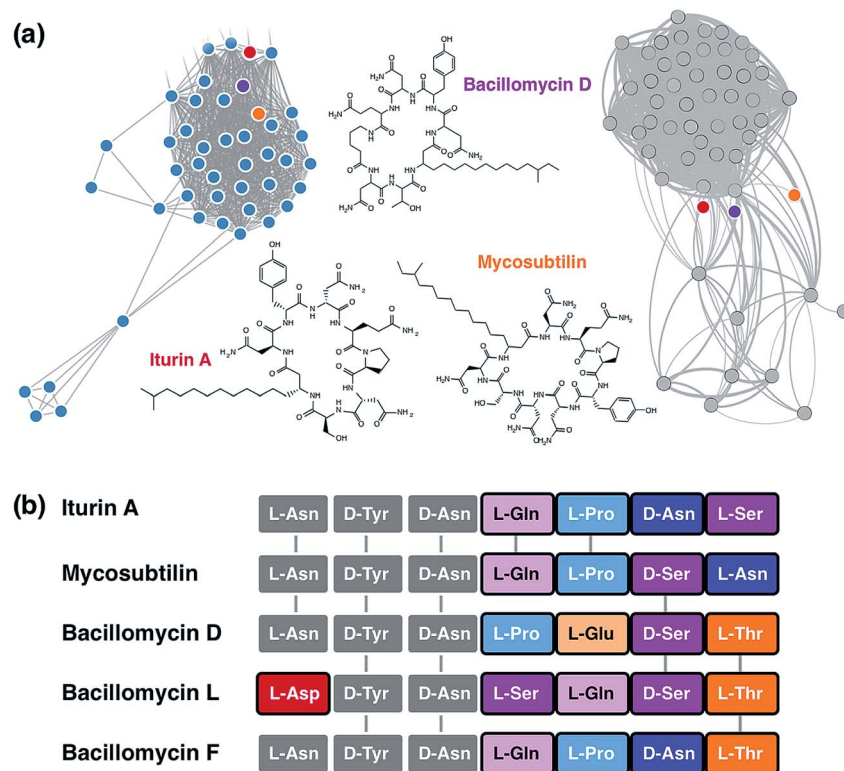 (a)
Bacillomycin D
Mycosubtilin
Iturin A
(b)
Iturin A L-Asn D-Tyr D-Asn L-Gln L-Pro D-Asn L-Ser
Mycosubtilin L-Asn D-Tyr D-Asn L-Gln L-Pro D-Ser L-Asn
Bacillomycin D L-Asn D-Tyr D-Asn L-Pro L-Glu D-Ser L-Thr
Bacillomycin L L-Asp D-Tyr D-Asn L-Ser L-Gln D-Ser L-Thr
Bacillomycin F L-Asn D-Tyr D-Asn L-Gln L-Pro D-Asn L-Thr